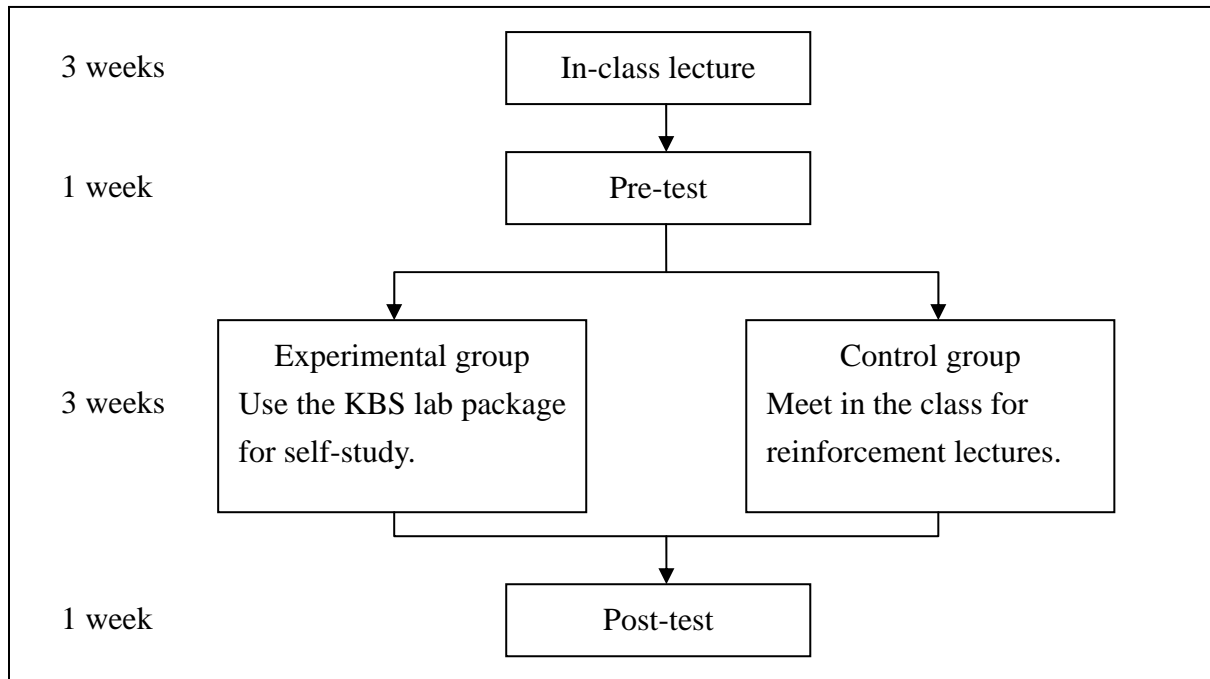 3 weeks
In-class lecture
1 week
Pre-test
3 weeks
Experimental group
Use the KBS lab package
for self-study.
Control group
Meet in the class for
reinforcement lectures.
1 week
Post-test